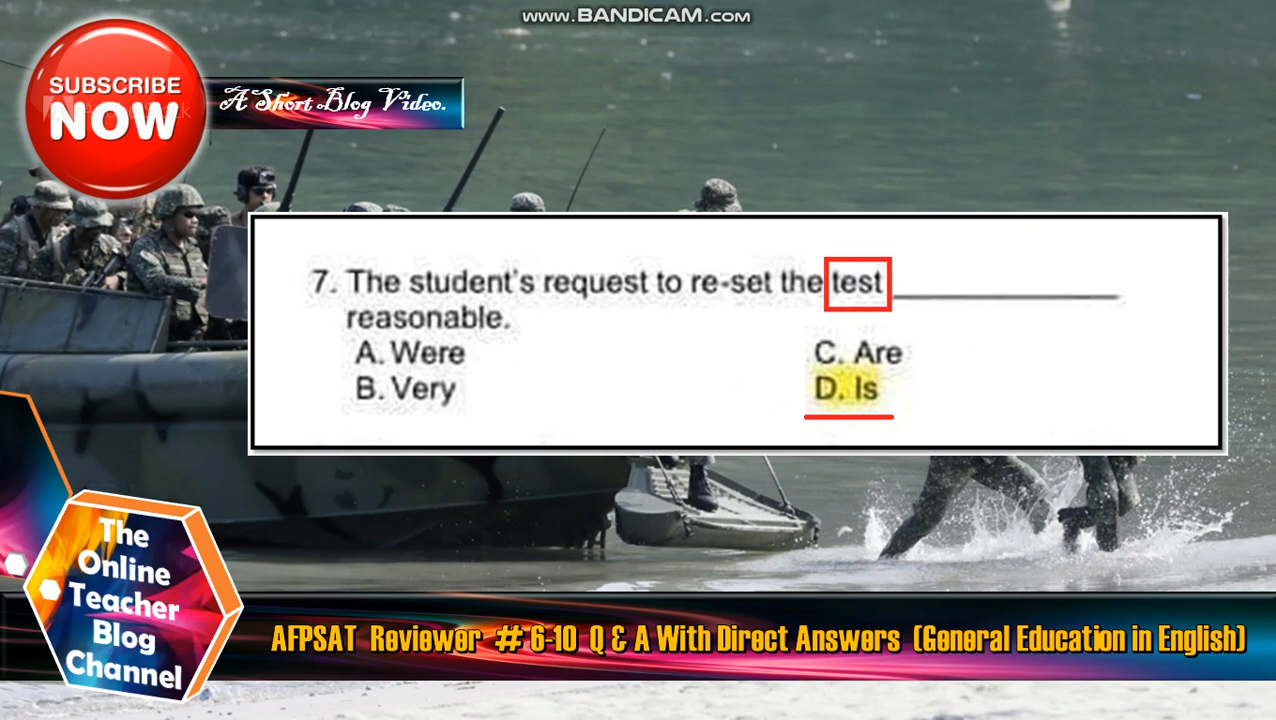 WWW.BANDICAM.COM
SUBSCRIBE
NOW
A Short Blog Video.
7. The student's request to re-set the test ____________
reasonable.
A. Were
C. Are
B. Very
D. Is
The
Online
Teacher
Blog
Channel
AFPSAT Reviewer # 6-10 Q & A With Direct Answers (General Education in English)